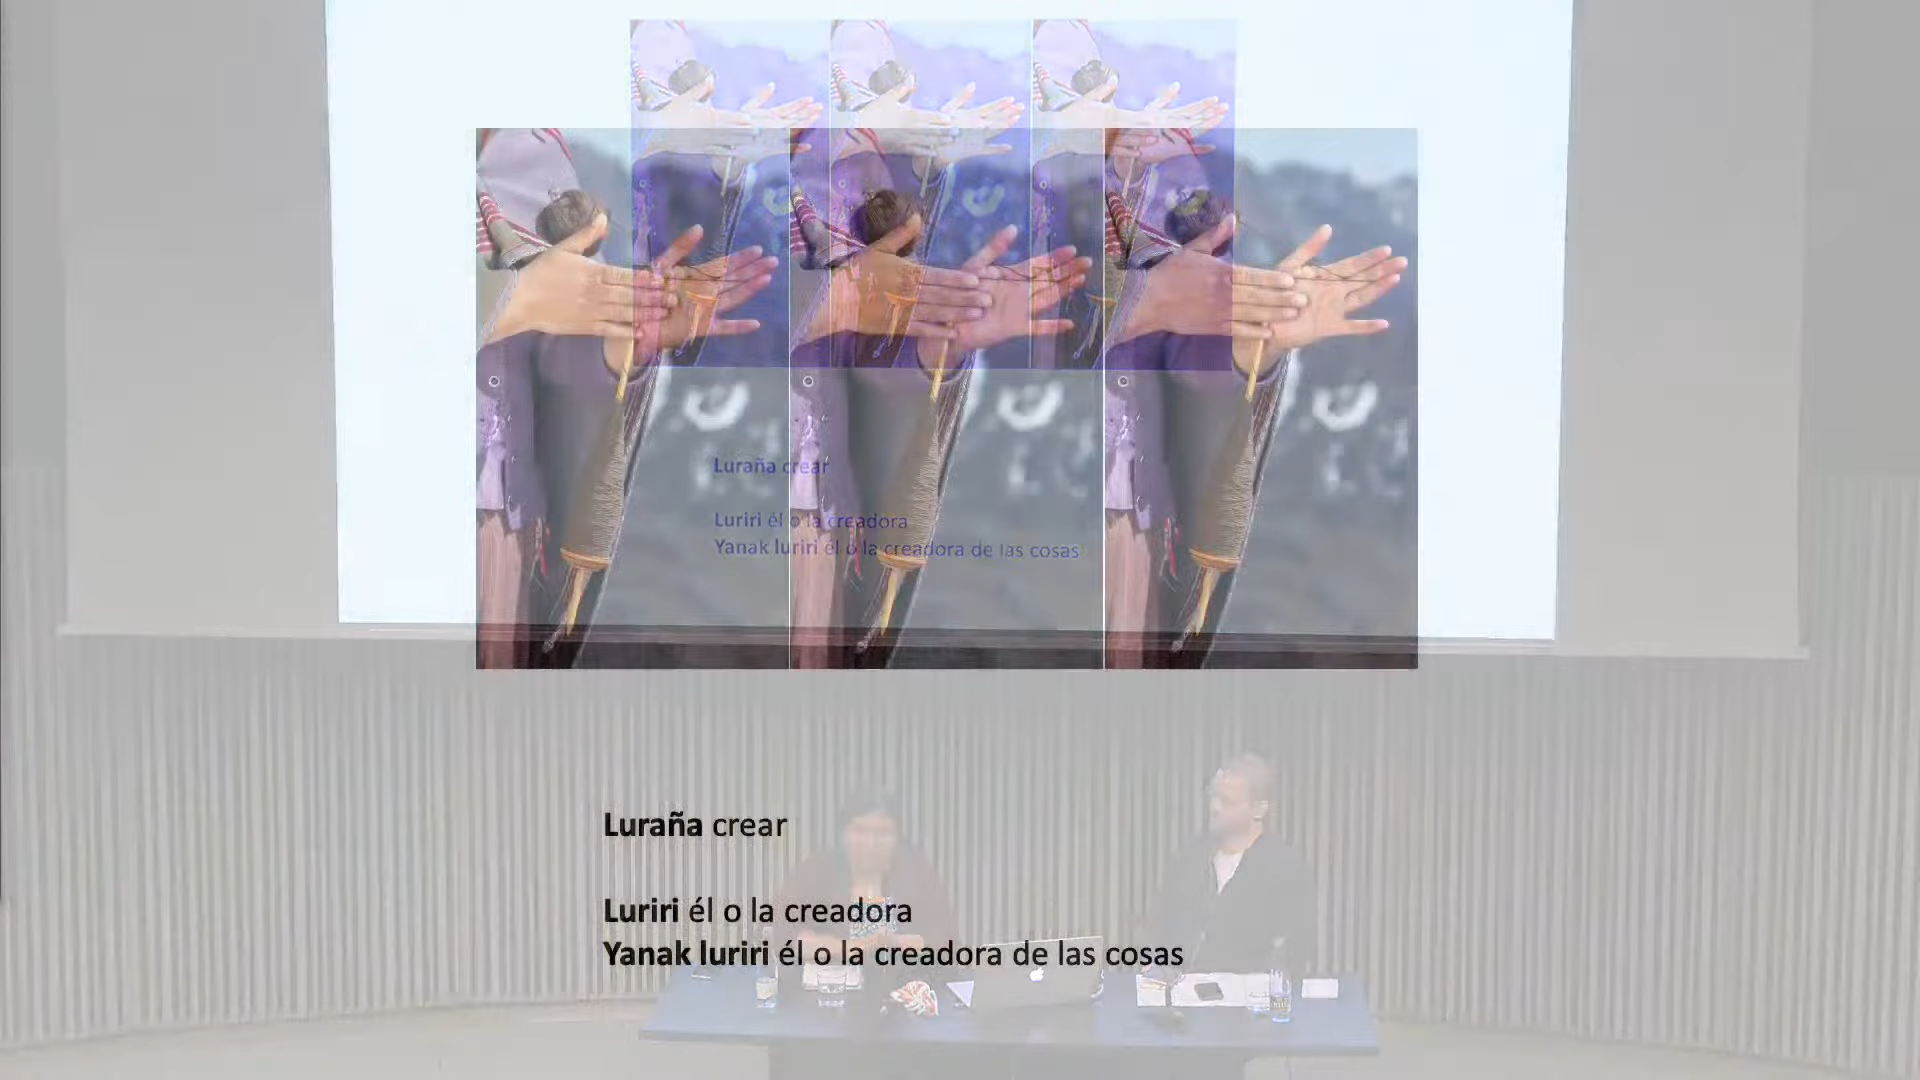 Luraña crear
Luriri él o la creadora
Yanak luriri él o la creadora de las cosas
Luraña crear
Luriri él o la creadora
Yanak luriri él o la creadora de las cosas